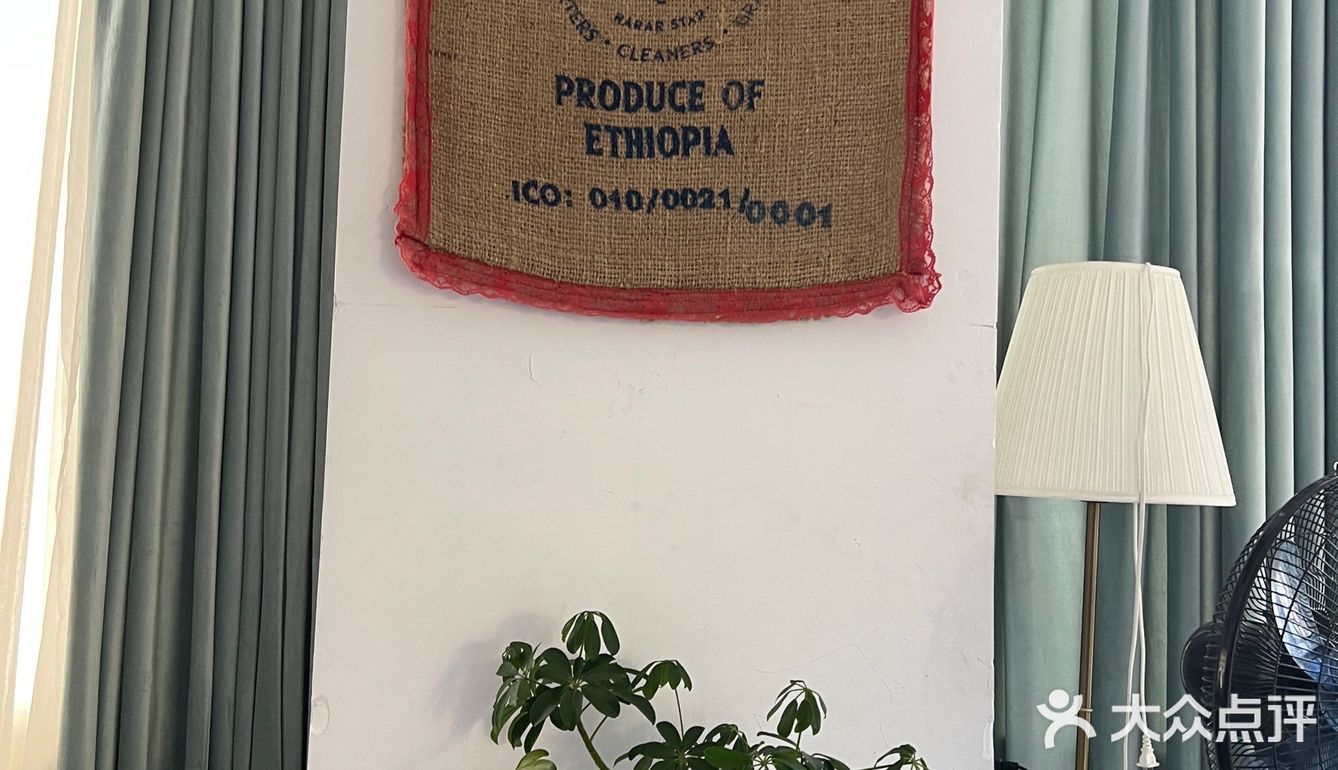 HARAR STAR
· CLEANERS ·
PRODUCE OF
ETHIOPIA
ICO: 010/0021/0001
大众点评